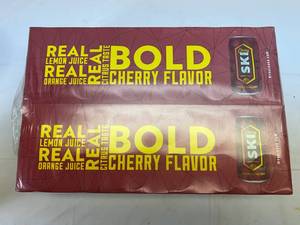 REAL
LEMON JUICE
REAL
ORANGE JUICE
REAL
CITRUS TASTE
BOLD
CHERRY FLAVOR
SKI
REAL
LEMON JUICE
REAL
ORANGE JUICE
REAL
CITRUS TASTE
BOLD
CHERRY FLAVOR
SKI